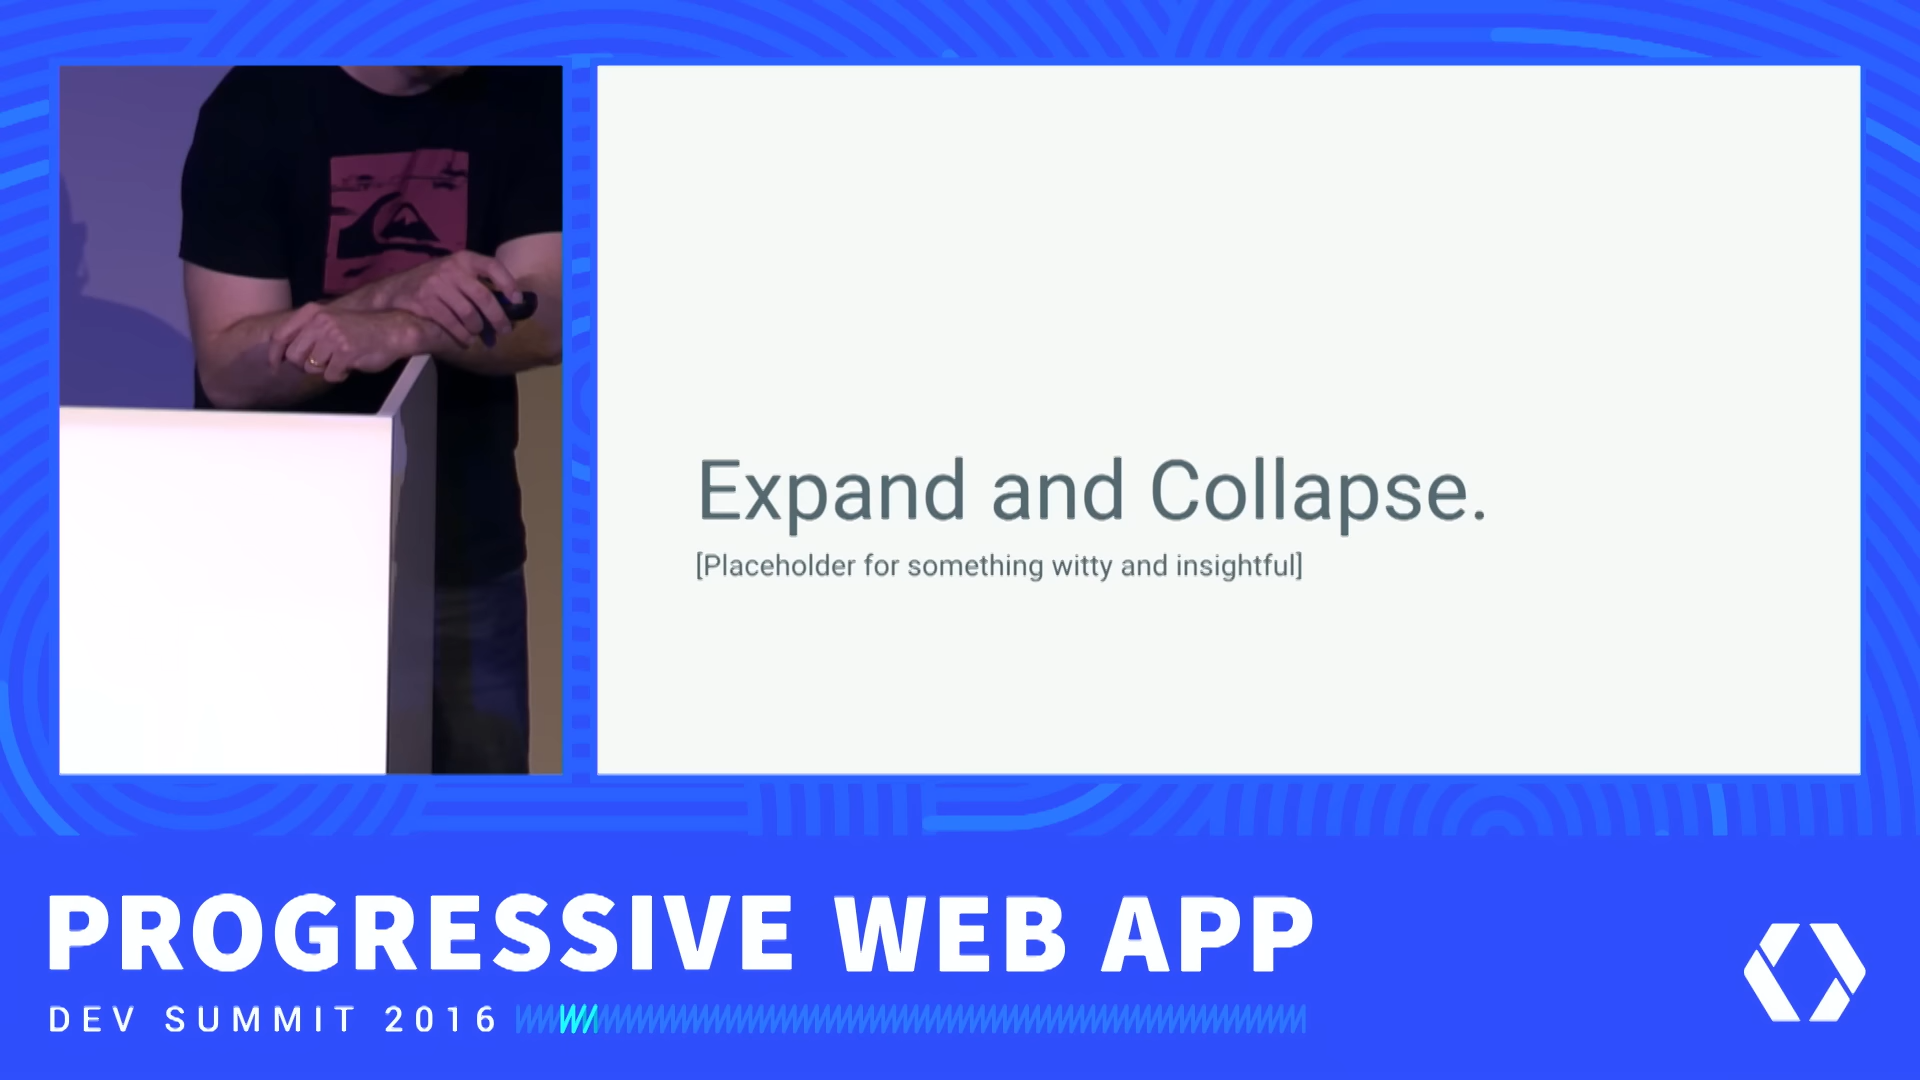 Expand and Collapse.
[Placeholder for something witty and insightful]
PROGRESSIVE WEB APP
DEV SUMMIT 2016